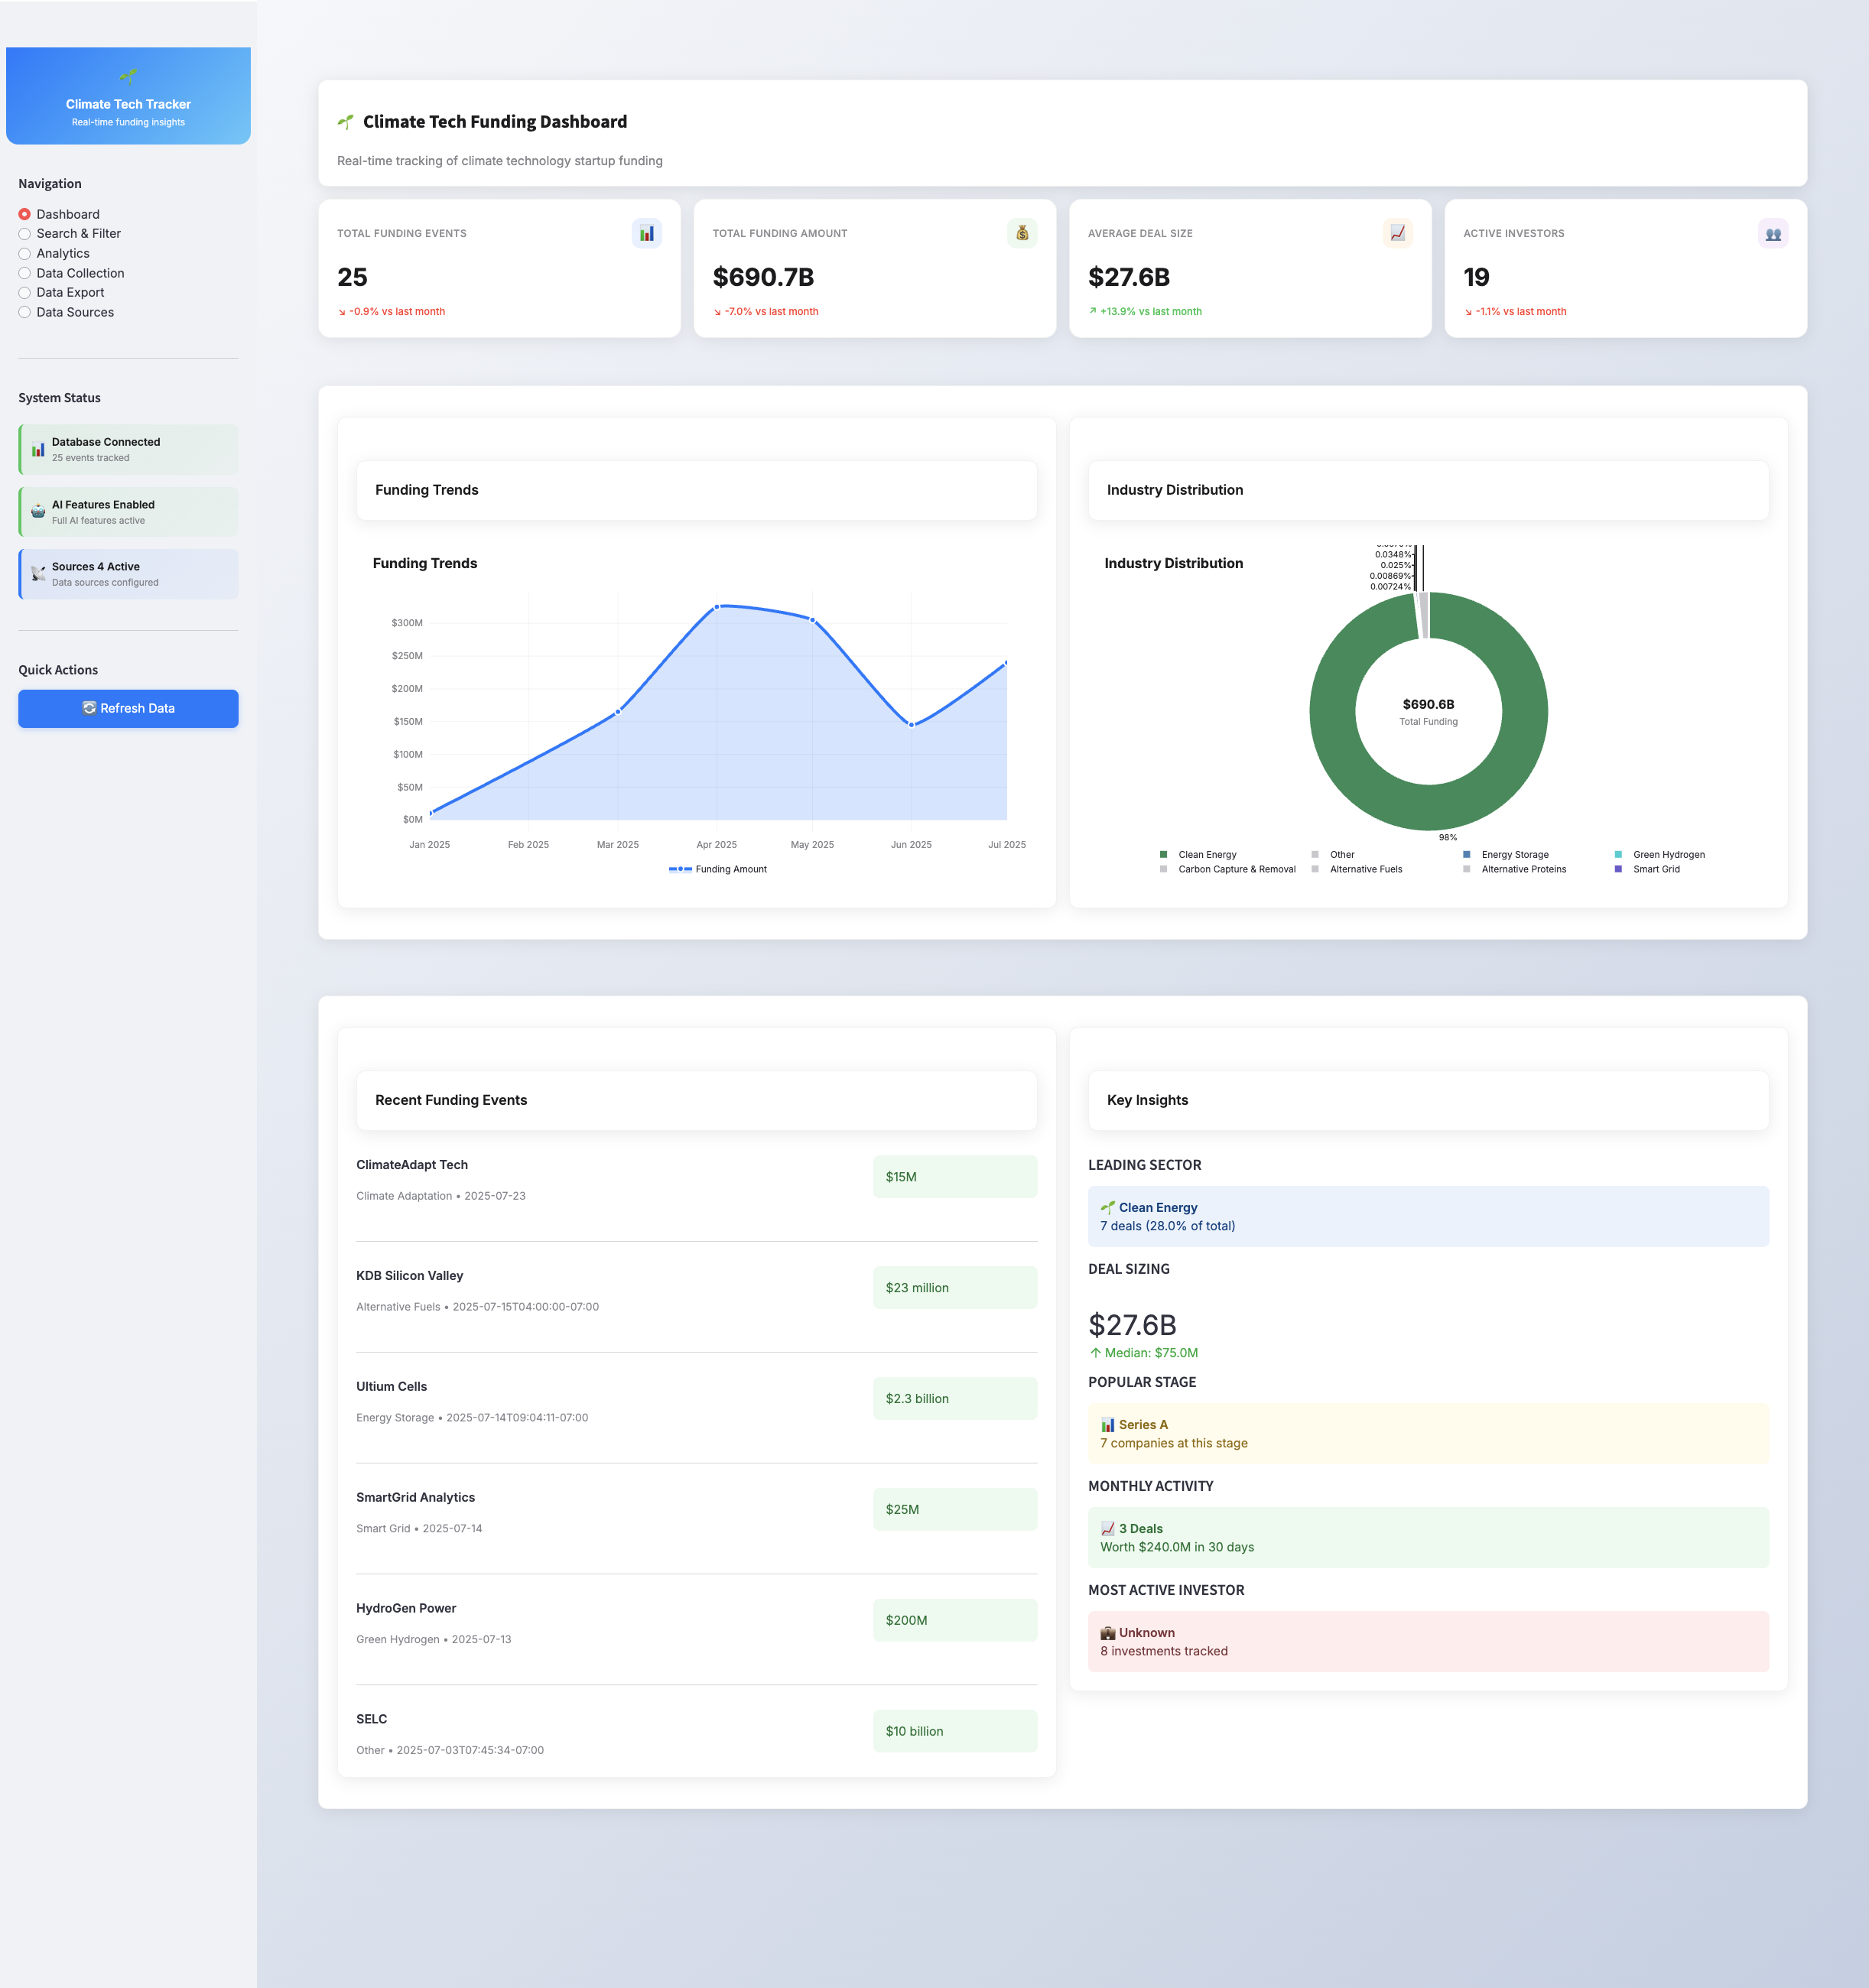 Climate Tech Tracker
Real-time funding insights
Navigation
Dashboard
Search & Filter
Analytics
Data Collection
Data Export
Data Sources
System Status
Database Connected
25 events tracked
AI Features Enabled
Full AI features active
Sources 4 Active
Data sources configured
Quick Actions
Refresh Data
Climate Tech Funding Dashboard
Real-time tracking of climate technology startup funding
TOTAL FUNDING EVENTS
25
↘ -0.9% vs last month
TOTAL FUNDING AMOUNT
$690.7B
↘ -7.0% vs last month
AVERAGE DEAL SIZE
$27.6B
↗ +13.9% vs last month
ACTIVE INVESTORS
19
↘ -1.1% vs last month
Funding Trends
Funding Trends
$300M
$250M
$200M
$150M
$100M
$50M
$0M
Jan 2025 Feb 2025 Mar 2025 Apr 2025 May 2025 Jun 2025 Jul 2025
Funding Amount
Industry Distribution
Industry Distribution
0.0348%
0.025%
0.00869%
0.00724%
$690.6B
Total Funding
98%
Clean Energy Other Energy Storage Green Hydrogen
Carbon Capture & Removal Alternative Fuels Alternative Proteins Smart Grid
Recent Funding Events
ClimateAdapt Tech
$15M
Climate Adaptation • 2025-07-23
KDB Silicon Valley
$23 million
Alternative Fuels • 2025-07-15T04:00:00-07:00
Ultium Cells
$2.3 billion
Energy Storage • 2025-07-14T09:04:11-07:00
SmartGrid Analytics
$25M
Smart Grid • 2025-07-14
HydroGen Power
$200M
Green Hydrogen • 2025-07-13
SELC
$10 billion
Other • 2025-07-03T07:45:34-07:00
Key Insights
LEADING SECTOR
Clean Energy
7 deals (28.0% of total)
DEAL SIZING
$27.6B
↑ Median: $75.0M
POPULAR STAGE
Series A
7 companies at this stage
MONTHLY ACTIVITY
3 Deals
Worth $240.0M in 30 days
MOST ACTIVE INVESTOR
Unknown
8 investments tracked